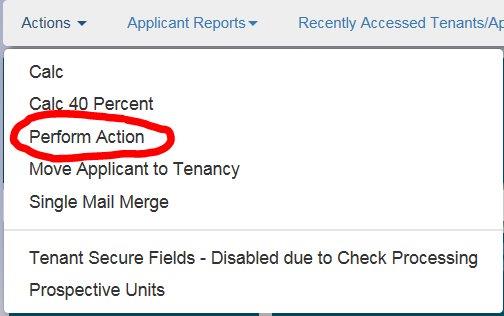 Actions Applicant Reports Recently Accessed Tenants/Ap
Calc
Calc 40 Percent
Perform Action
Move Applicant to Tenancy
Single Mail Merge
Tenant Secure Fields - Disabled due to Check Processing
Prospective Units